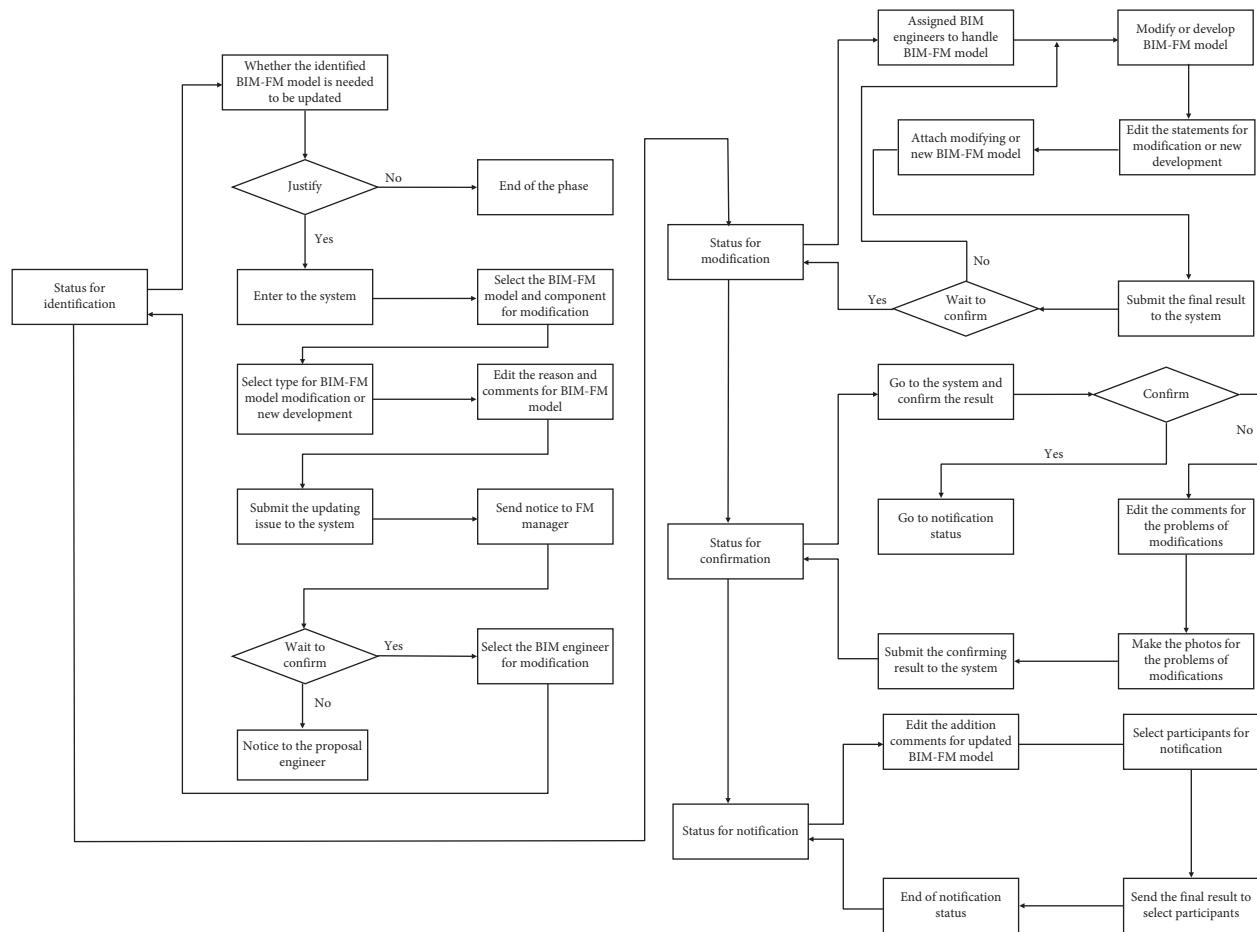 Whether the identified
BIM-FM model is needed
to be updated
Justify
No
End of the phase
Yes
Status for
identification
Enter to the system
Select the BIM-FM
model and component
for modification
Select type for BIM-FM
model modification or
new development
Edit the reason and
comments for BIM-FM
model
Submit the updating
issue to the system
Send notice to FM
manager
Wait to
confirm
Yes
Select the BIM engineer
for modification
No
Notice to the proposal
engineer
Assigned BIM
engineers to handle
BIM-FM model
Modify or develop
BIM-FM model
Attach modifying or
new BIM-FM model
Edit the statements for
modification or new
development
Status for
modification
No
Yes
Wait to
confirm
Submit the final result
to the system
Go to the system and
confirm the result
Confirm
No
Yes
Go to notification
status
Edit the comments for
the problems of
modifications
Status for
confirmation
Submit the confirming
result to the system
Make the photos for
the problems of
modifications
Edit the addition
comments for updated
BIM-FM model
Select participants for
notification
Status for notification
End of notification
status
Send the final result to
select participants